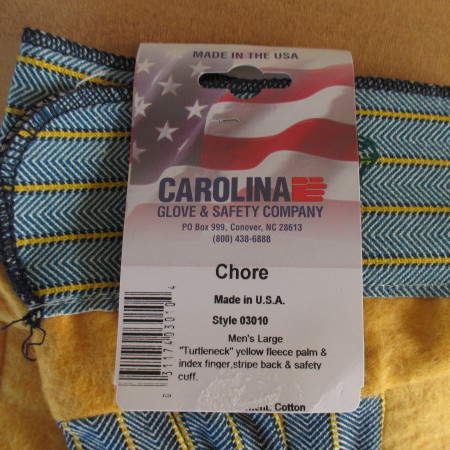 MADE IN THE USA
CAROLINA
GLOVE & SAFETY COMPANY
PO Box 999, Conover, NC 28613
(800) 438-6888
Chore
Made in U.S.A.
Style 03010
Men's Large
"Turtleneck" yellow fleece palm &
index finger,stripe back & safety
cuff.
Cotton